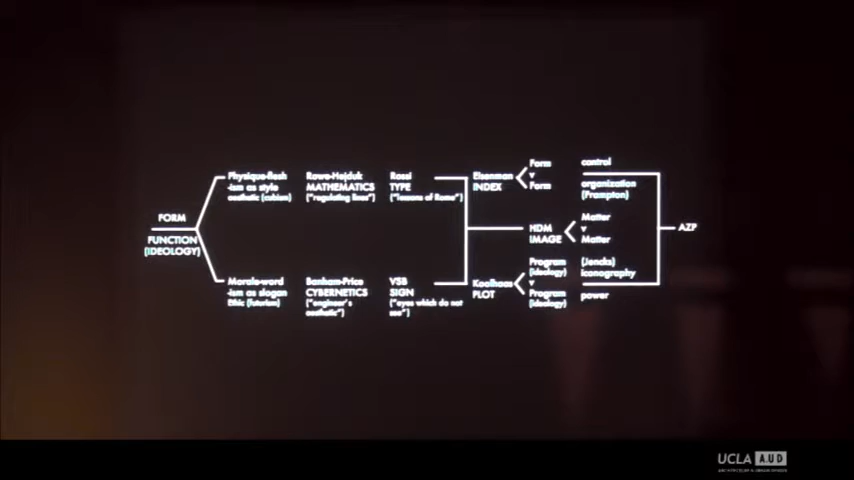 FORM
FUNCTION
(IDEOLOGY)
Physique-flesh
-ism as style
aesthetic (cubism)
Rowe-Hejduk
MATHEMATICS
("regulating lines")
Rossi
TYPE
("lessons of Rome")
Morale-word
-ism as slogan
Ethic (futurism)
Banham-Price
CYBERNETICS
("engineer's
aesthetic")
VSB
SIGN
("eyes which do not
see")
Eisenman
INDEX
Form
v
Form
control
organization
(Frampton)
HDM
IMAGE
Matter
v
Matter
Koolhaas
PLOT
Program
(ideology)
v
Program
(ideology)
(Jencks)
iconography
power
AZP
UCLA A.UD